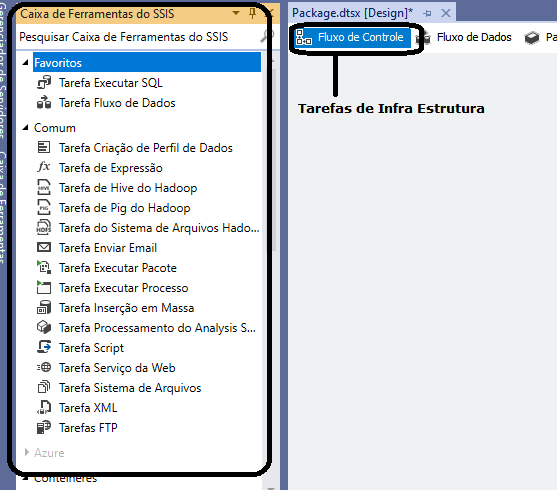 Gerenciador de Servidores
Caixa de Ferramentas
Caixa de Ferramentas do SSIS
Pesquisar Caixa de Ferramentas do SSIS
Favoritos
Tarefa Executar SQL
Tarefa Fluxo de Dados
Comum
Tarefa Criação de Perfil de Dados
Tarefa de Expressão
Tarefa de Hive do Hadoop
Tarefa de Pig do Hadoop
Tarefa do Sistema de Arquivos Hado...
Tarefa Enviar Email
Tarefa Executar Pacote
Tarefa Executar Processo
Tarefa Inserção em Massa
Tarefa Processamento do Analysis S...
Tarefa Script
Tarefa Serviço da Web
Tarefa Sistema de Arquivos
Tarefa XML
Tarefas FTP
Azure
Contêineres
Package.dtsx [Design]*
Fluxo de Controle
Fluxo de Dados
Pa
Tarefas de Infra Estrutura